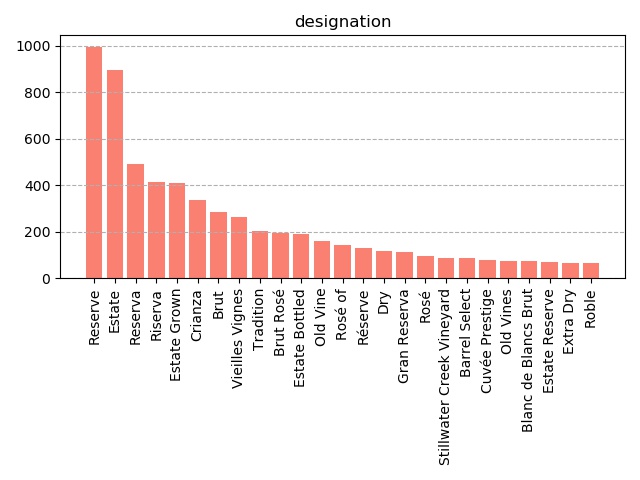 designation
1000
800
600
400
200
0
Reserve
Estate
Reserva
Riserva
Estate Grown
Crianza
Brut
Vieilles Vignes
Tradition
Brut Rosé
Estate Bottled
Old Vine
Rosé of
Réserve
Dry
Gran Reserva
Rosé
Stillwater Creek Vineyard
Barrel Select
Cuvée Prestige
Old Vines
Blanc de Blancs Brut
Estate Reserve
Extra Dry
Roble